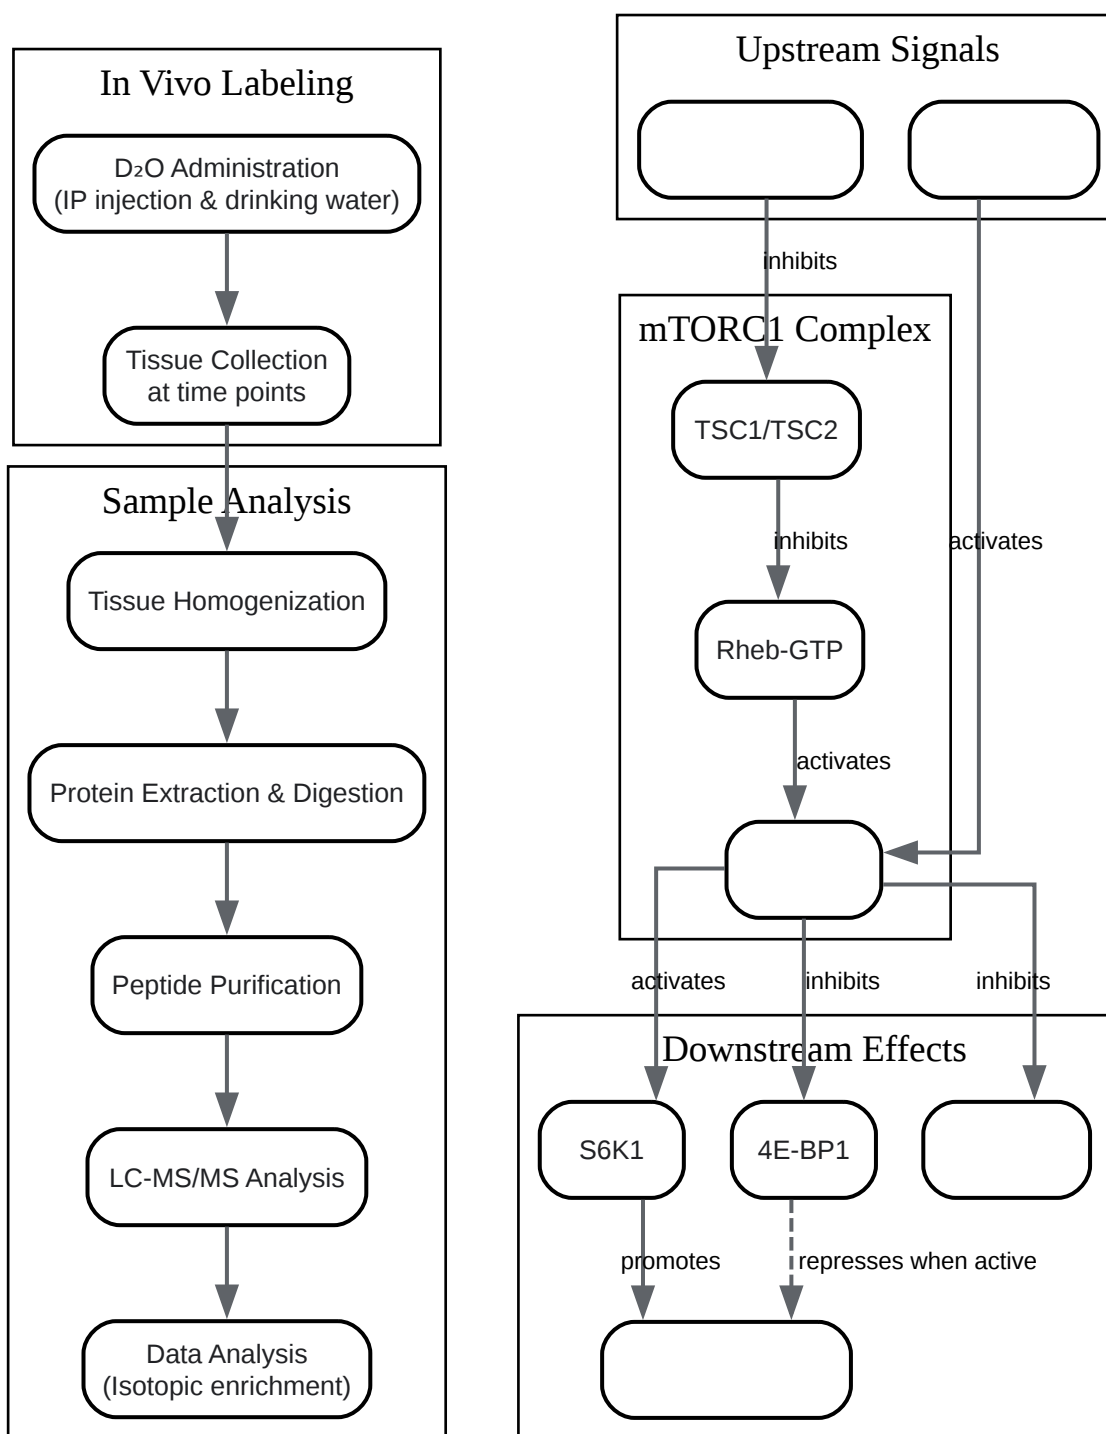 In Vivo Labeling
D₂O Administration
(IP injection & drinking water)
Tissue Collection
at time points
Sample Analysis
Tissue Homogenization
Protein Extraction & Digestion
Peptide Purification
LC-MS/MS Analysis
Data Analysis
(Isotopic enrichment)
Upstream Signals
inhibits
mTORC1 Complex
TSC1/TSC2
inhibits
activates
Rheb-GTP
activates
activates
inhibits
inhibits
Downstream Effects
S6K1
4E-BP1
promotes
represses when active